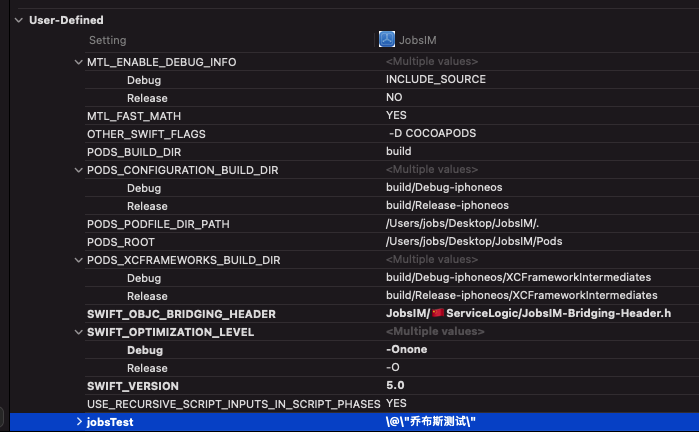 User-Defined
Setting JobsIM
MTL_ENABLE_DEBUG_INFO <Multiple values>
Debug INCLUDE_SOURCE
Release NO
MTL_FAST_MATH YES
OTHER_SWIFT_FLAGS -D COCOAPODS
PODS_BUILD_DIR build
PODS_CONFIGURATION_BUILD_DIR <Multiple values>
Debug build/Debug-iphoneos
Release build/Release-iphoneos
PODS_PODFILE_DIR_PATH /Users/jobs/Desktop/JobsIM/.
PODS_ROOT /Users/jobs/Desktop/JobsIM/Pods
PODS_XCFRAMEWORKS_BUILD_DIR <Multiple values>
Debug build/Debug-iphoneos/XCFrameworkIntermediates
Release build/Release-iphoneos/XCFrameworkIntermediates
SWIFT_OBJC_BRIDGING_HEADER JobsIM/🇨🇳ServiceLogic/JobsIM-Bridging-Header.h
SWIFT_OPTIMIZATION_LEVEL <Multiple values>
Debug -Onone
Release -O
SWIFT_VERSION 5.0
USE_RECURSIVE_SCRIPT_INPUTS_IN_SCRIPT_PHASES YES
jobsTest \@\"乔布斯测试\"